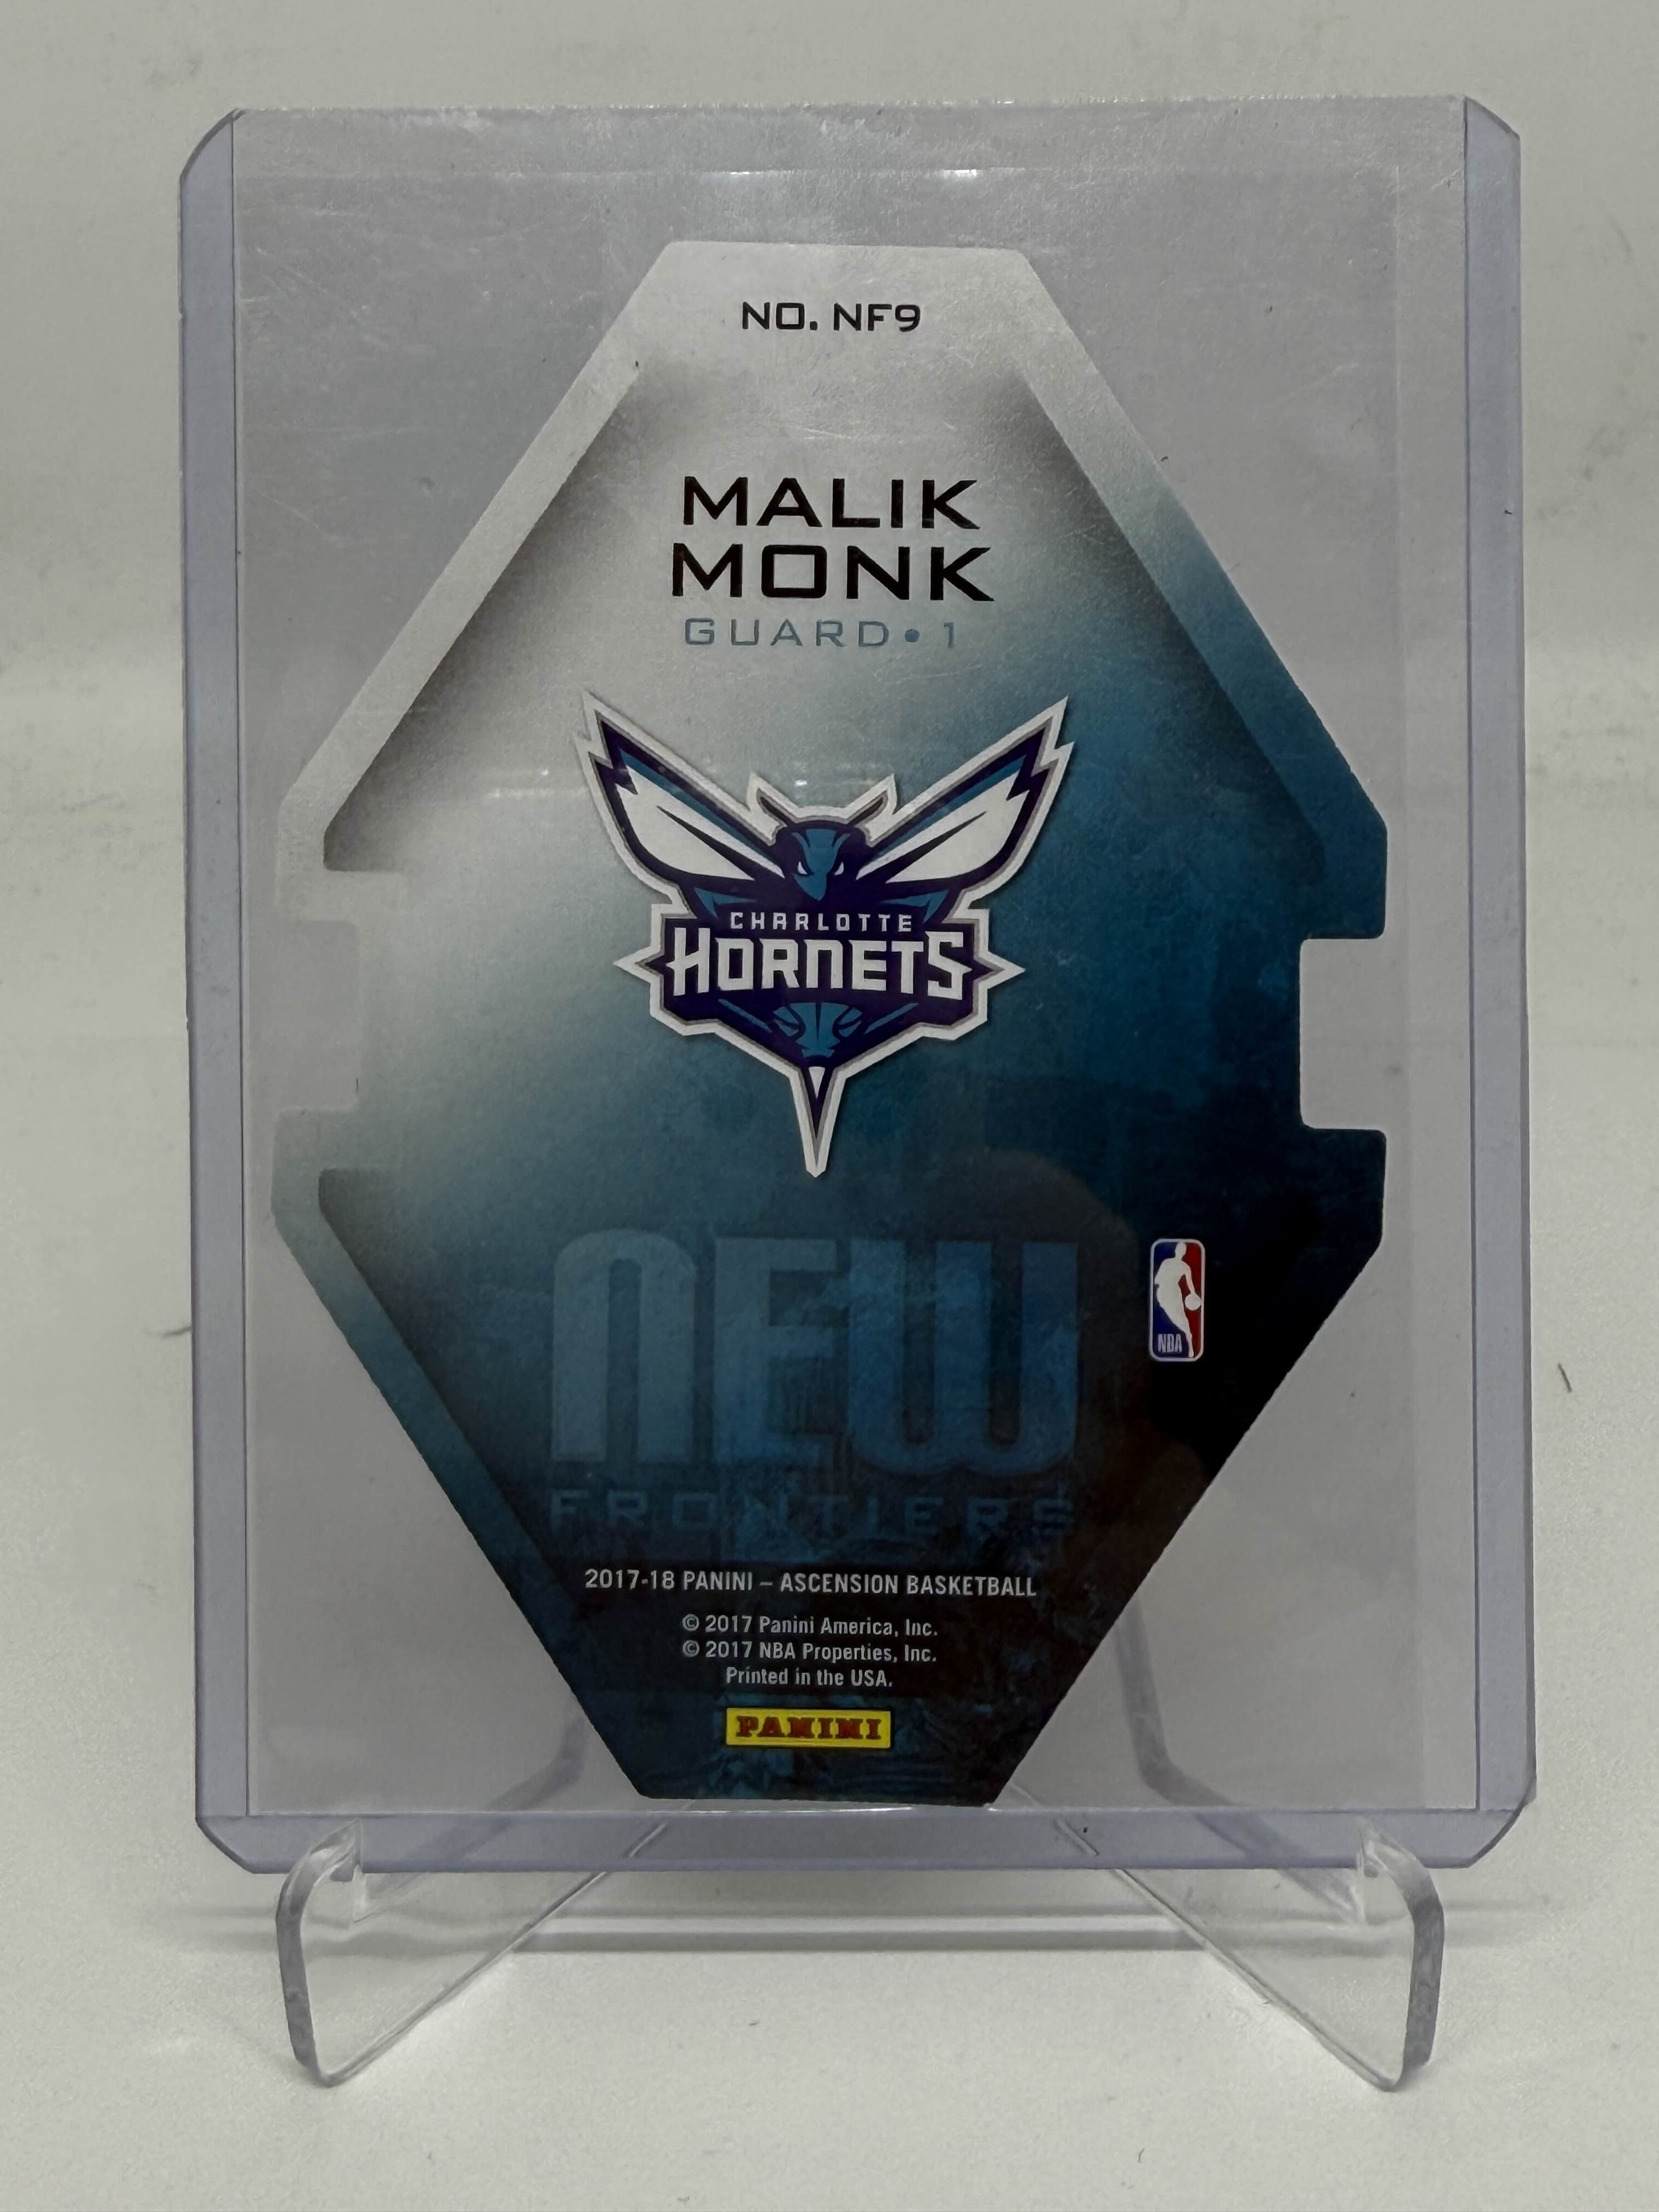 NO. NF9
MALIK
MONK
GUARD • 1
CHARLOTTE
HORNETS
NEW
FRONTIERS
NBA
2017-18 PANINI – ASCENSION BASKETBALL
© 2017 Panini America, Inc.
© 2017 NBA Properties, Inc.
Printed in the USA.
PANINI